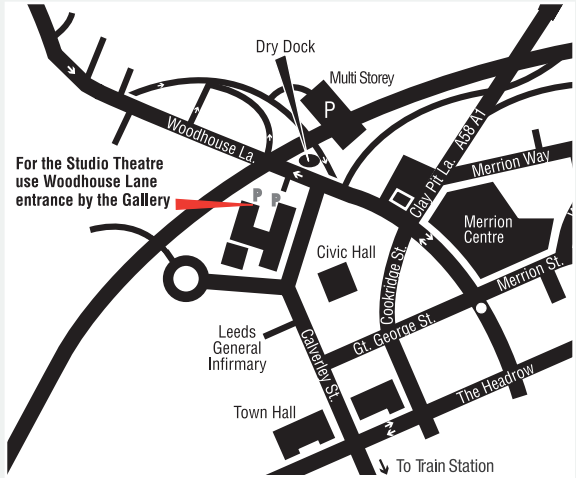 Dry Dock
Multi Storey
P
Woodhouse La.
For the Studio Theatre
use Woodhouse Lane
entrance by the Gallery
P P
Clay Pit La. A58 A1
Merrion Way
Merrion
Centre
Merrion St.
Civic Hall
Cookridge St.
Gt. George St.
Leeds
General
Infirmary
Calverley St.
The Headrow
Town Hall
To Train Station